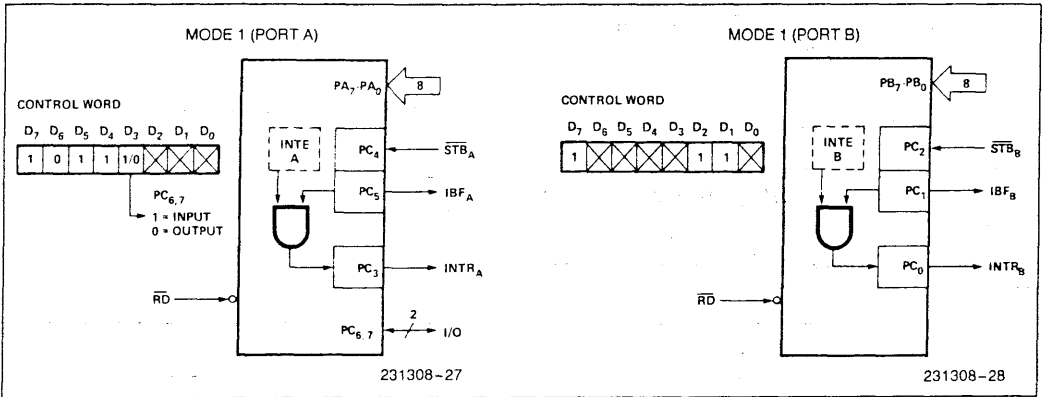 MODE 1 (PORT A)
PA7-PA0
8
CONTROL WORD
D7 D6 D5 D4 D3 D2 D1 D0
1 0 1 1 1/0
PC6,7
1 = INPUT
0 = OUTPUT
INTE
A
PC4
STBA
PC5
IBFA
PC3
INTRA
RD
PC6,7
2
I/O
231308-27
MODE 1 (PORT B)
PB7-PB0
8
CONTROL WORD
D7 D6 D5 D4 D3 D2 D1 D0
1 1 1
INTE
B
PC2
STBB
PC1
IBFB
PC0
INTRB
RD
231308-28